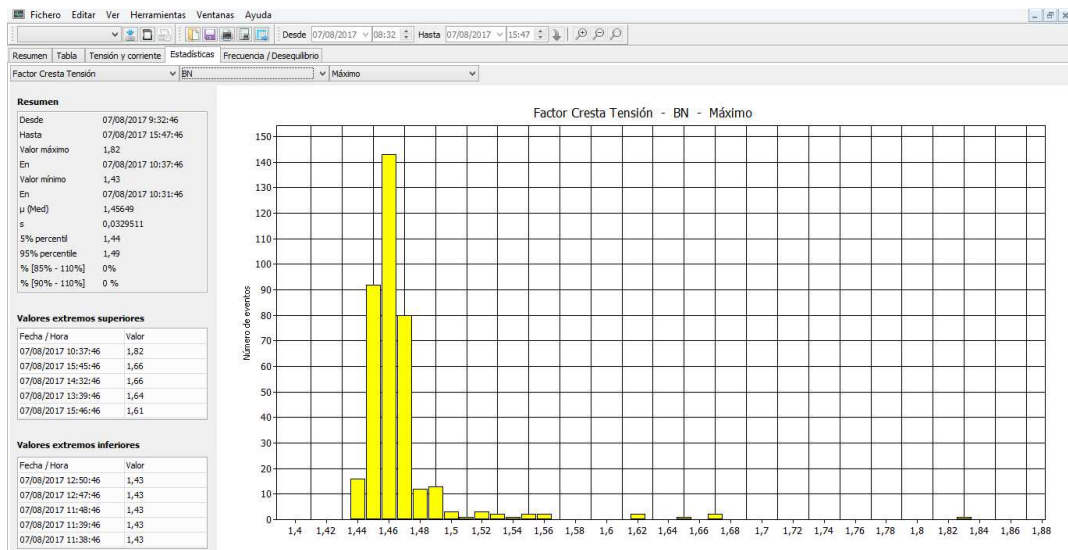 Fichero Editar Ver Herramientas Ventanas Ayuda
Desde 07/08/2017 08:32 Hasta 07/08/2017 15:47
Resumen Tabla Tensión y corriente Estadísticas Frecuencia / Desequilibrio
Factor Cresta Tensión BN Máximo
Resumen
Desde 07/08/2017 9:32:46
Hasta 07/08/2017 15:47:46
Valor máximo 1,82
En 07/08/2017 10:37:46
Valor mínimo 1,43
En 07/08/2017 10:31:46
µ (Med) 1,45649
s 0,0329511
5% percentil 1,44
95% percentile 1,49
% [85% - 110%] 0%
% [90% - 110%] 0 %
Valores extremos superiores
Fecha / Hora Valor
07/08/2017 10:37:46 1,82
07/08/2017 15:45:46 1,66
07/08/2017 14:32:46 1,66
07/08/2017 13:39:46 1,64
07/08/2017 15:46:46 1,61
Valores extremos inferiores
Fecha / Hora Valor
07/08/2017 12:50:46 1,43
07/08/2017 12:47:46 1,43
07/08/2017 11:48:46 1,43
07/08/2017 11:39:46 1,43
07/08/2017 11:38:46 1,43
Factor Cresta Tensión - BN - Máximo
Número de eventos
150
140
130
120
110
100
90
80
70
60
50
40
30
20
10
0
1,4 1,42 1,44 1,46 1,48 1,5 1,52 1,54 1,56 1,58 1,6 1,62 1,64 1,66 1,68 1,7 1,72 1,74 1,76 1,78 1,8 1,82 1,84 1,86 1,88